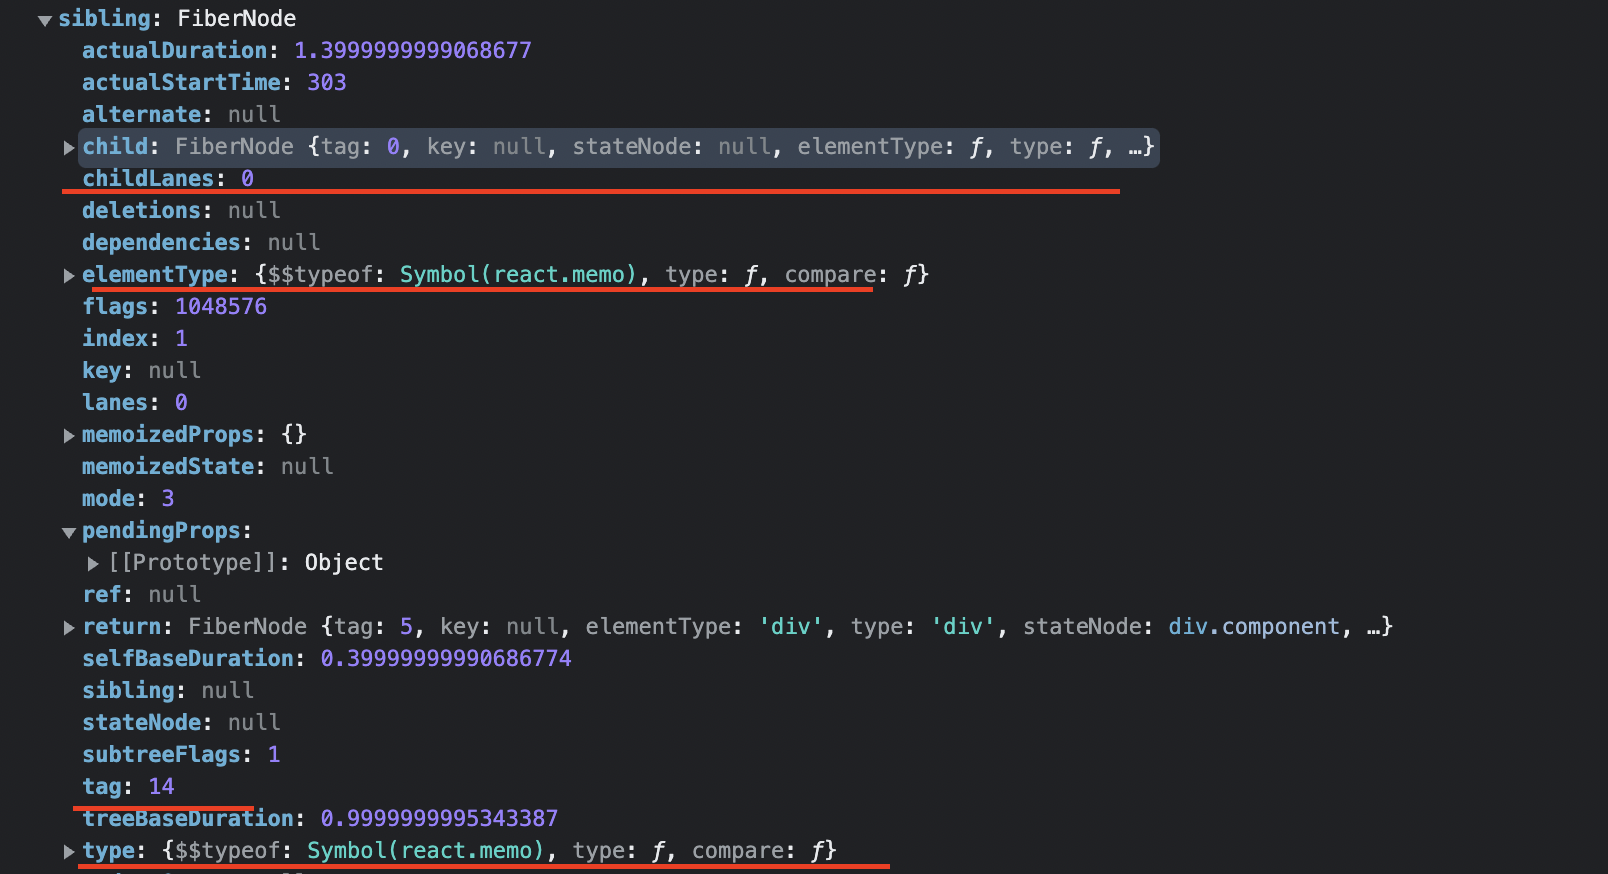 ▼ sibling: FiberNode
actualDuration: 1.3999999999068677
actualStartTime: 303
alternate: null
▶ child: FiberNode {tag: 0, key: null, stateNode: null, elementType: ƒ, type: ƒ, …}
childLanes: 0
deletions: null
dependencies: null
▶ elementType: {$$typeof: Symbol(react.memo), type: ƒ, compare: ƒ}
flags: 1048576
index: 1
key: null
lanes: 0
▶ memoizedProps: {}
memoizedState: null
mode: 3
▼ pendingProps:
▶ [[Prototype]]: Object
ref: null
▶ return: FiberNode {tag: 5, key: null, elementType: 'div', type: 'div', stateNode: div.component, …}
selfBaseDuration: 0.39999999990686774
sibling: null
stateNode: null
subtreeFlags: 1
tag: 14
treeBaseDuration: 0.9999999995343387
▶ type: {$$typeof: Symbol(react.memo), type: ƒ, compare: ƒ}